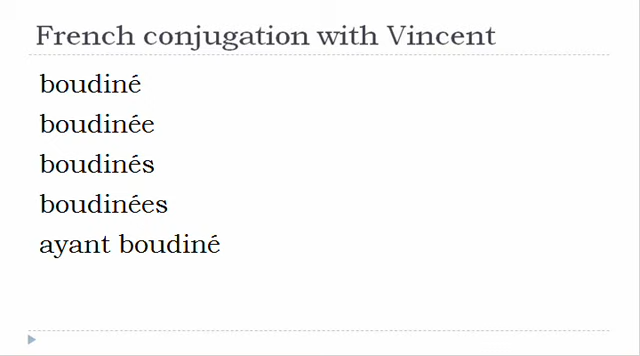 French conjugation with Vincent
boudiné
boudinée
boudinés
boudinées
ayant boudiné